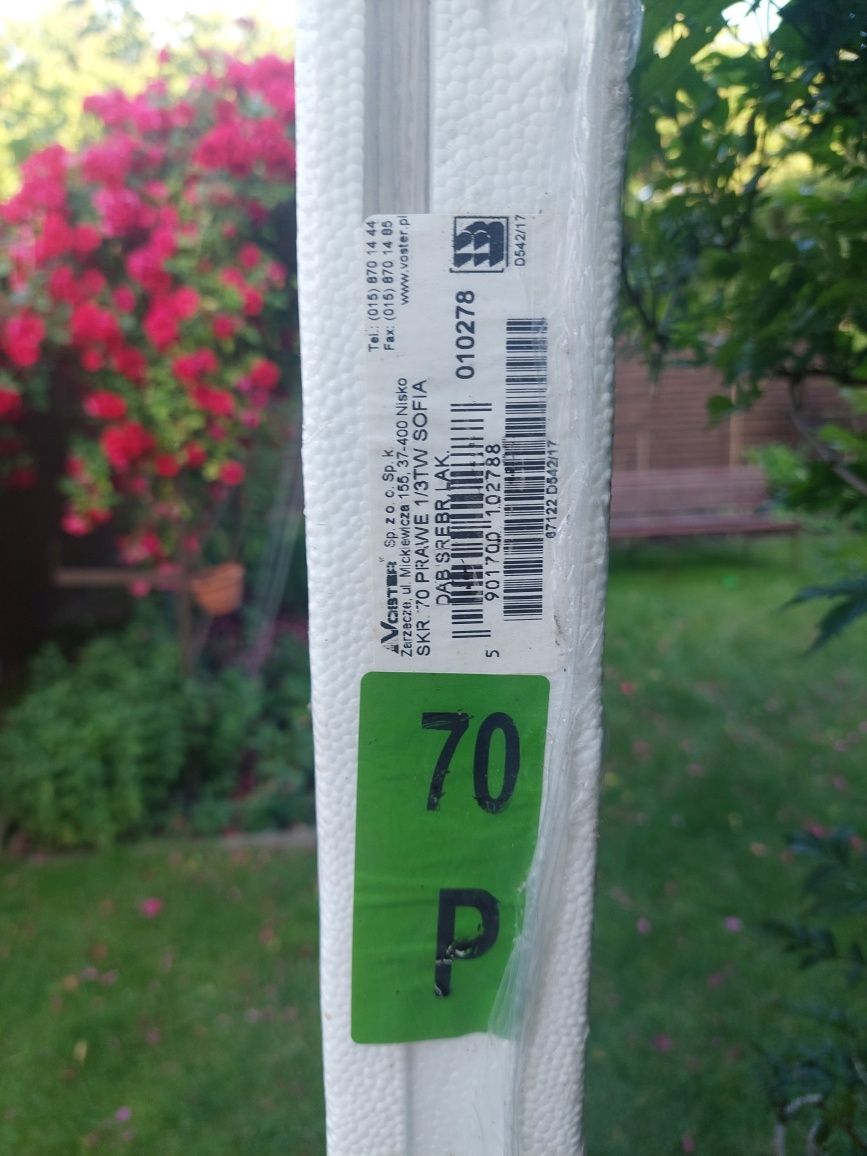 VOSTER Sp. z o. o. Sp. k.
Zarzecze, ul. Mickiewicza 155, 37-400 Nisko
Tel.: (015) 870 14 44
Fax: (015) 870 14 85
www.voster.pl
SKR. 70 PRAWE 1/3TW SOFIA
DĄB SREBR.LAK.
010278
5 901700 102788
D542/17
87122 D542/17
70
P